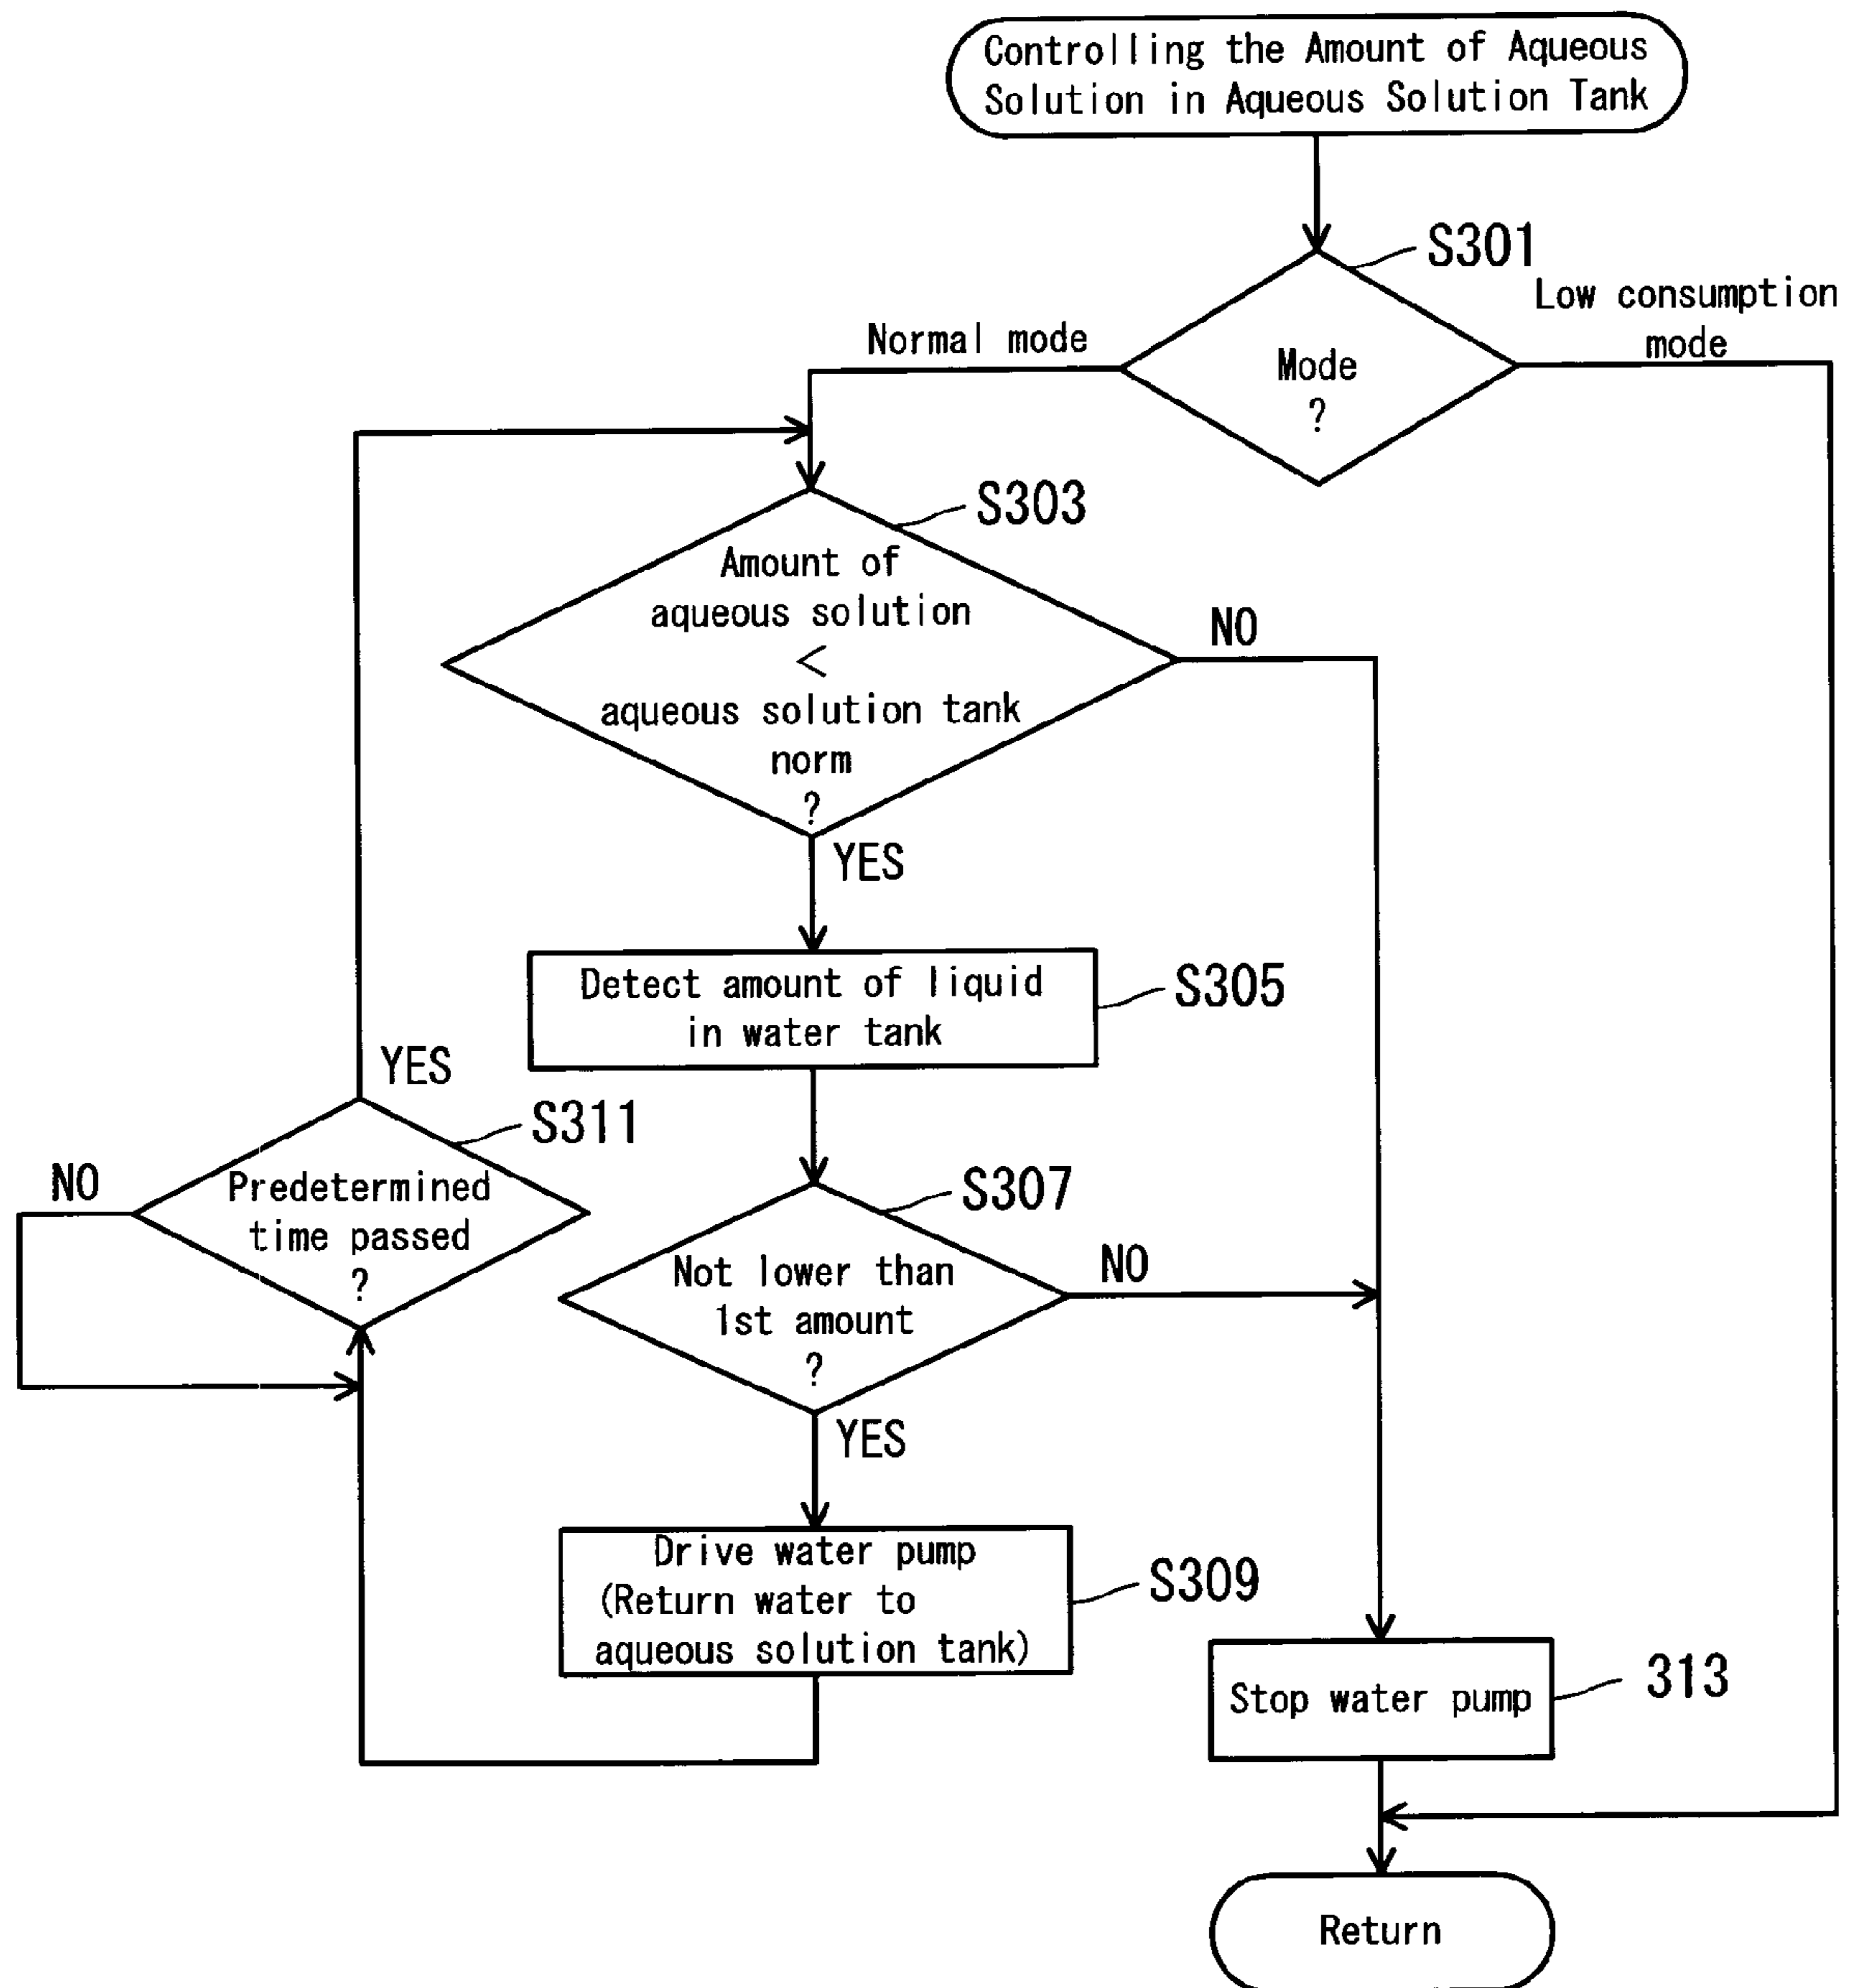 Controlling the Amount of Aqueous
Solution in Aqueous Solution Tank
S301
Low consumption
mode
Normal mode
Mode
?
S303
Amount of
aqueous solution
<
aqueous solution tank
norm
?
NO
YES
Detect amount of liquid
in water tank
S305
YES
S311
NO
Predetermined
time passed
?
S307
Not lower than
1st amount
?
NO
YES
Drive water pump
(Return water to
aqueous solution tank)
S309
Stop water pump
313
Return